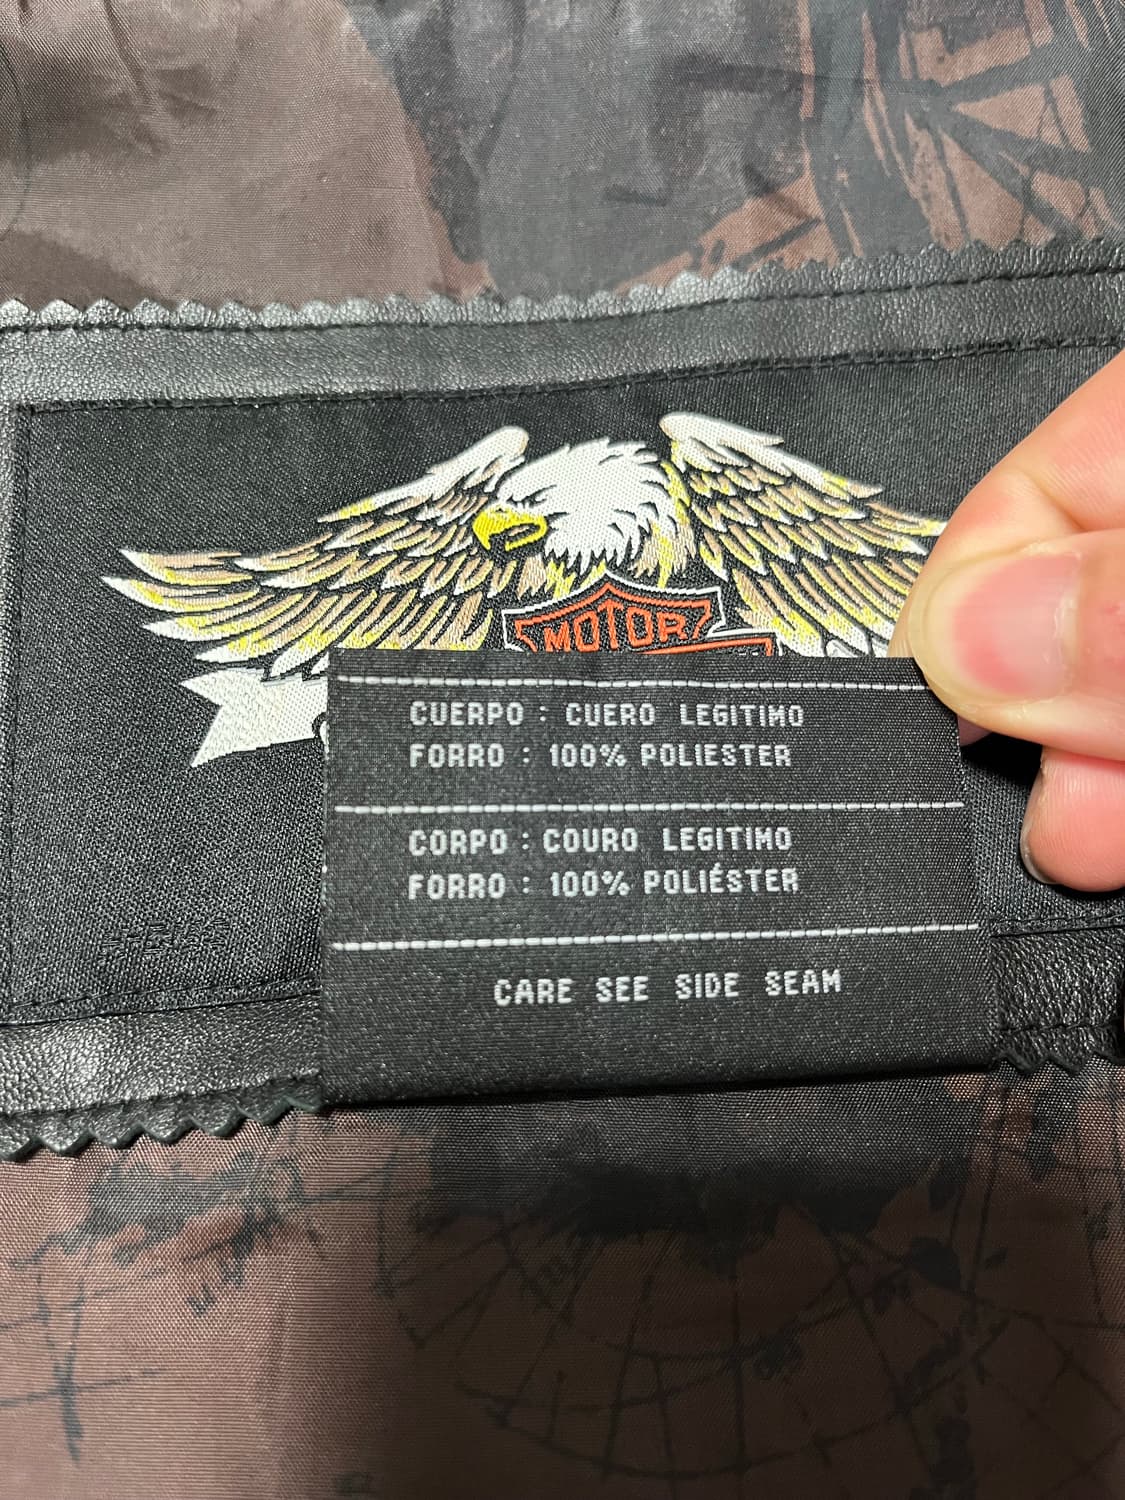 MOTOR
CUERPO : CUERO LEGITIMO
FORRO : 100% POLIESTER
CORPO : COURO LEGITIMO
FORRO : 100% POLIÉSTER
CARE SEE SIDE SEAM